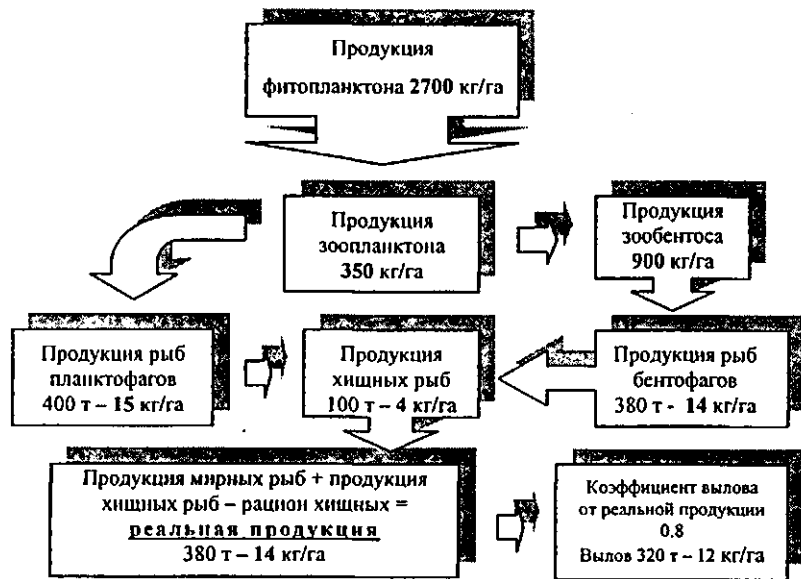 Продукция
фитопланктона 2700 кг/га
Продукция
зоопланктона
350 кг/га
Продукция
зообентоса
900 кг/га
Продукция рыб
планктофагов
400 т – 15 кг/га
Продукция
хищных рыб
100 т – 4 кг/га
Продукция рыб
бентофагов
380 т - 14 кг/га
Продукция мирных рыб + продукция
хищных рыб – рацион хищных =
реальная продукция
380 т – 14 кг/га
Коэффициент вылова
от реальной продукции
0.8
Вылов 320 т – 12 кг/га